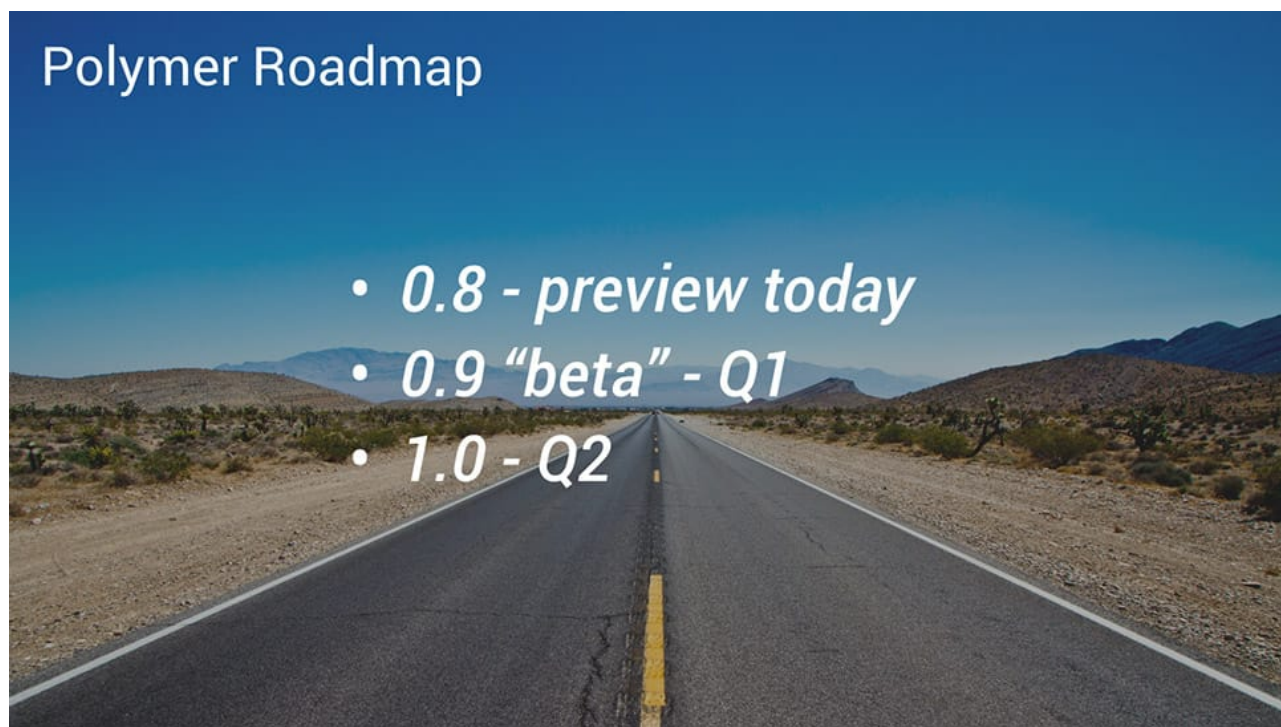 Polymer Roadmap
• 0.8 - preview today
• 0.9 “beta” - Q1
• 1.0 - Q2